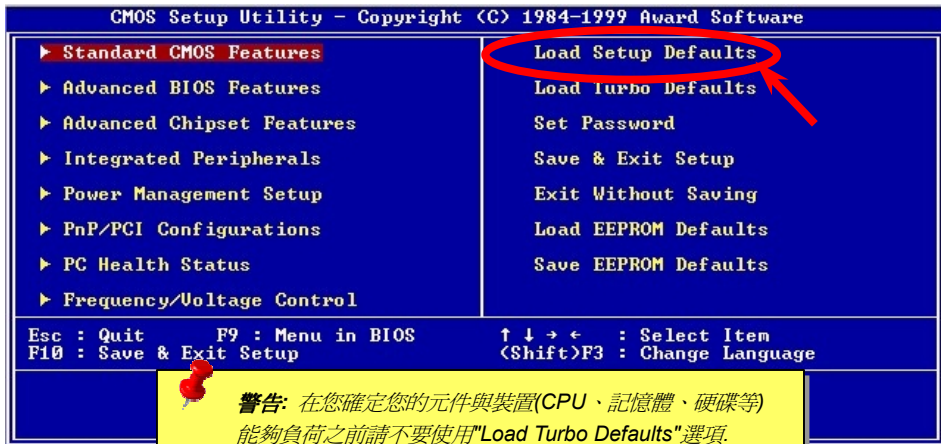 CMOS Setup Utility - Copyright (C) 1984-1999 Award Software
Standard CMOS Features
Advanced BIOS Features
Advanced Chipset Features
Integrated Peripherals
Power Management Setup
PnP/PCI Configurations
PC Health Status
Frequency/Voltage Control
Load Setup Defaults
Load Turbo Defaults
Set Password
Save & Exit Setup
Exit Without Saving
Load EEPROM Defaults
Save EEPROM Defaults
Esc : Quit F9 : Menu in BIOS ↑ ↓ → ← : Select Item
F10 : Save & Exit Setup (Shift)F3 : Change Language
警告: 在您確定您的元件與裝置(CPU、記憶體、硬碟等)
能夠負荷之前請不要使用"Load Turbo Defaults"選項.